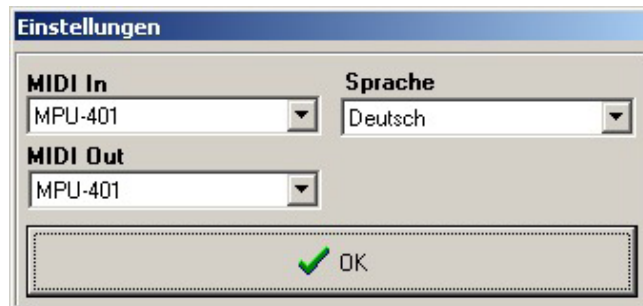 Einstellungen
MIDI In
MPU-401
Sprache
Deutsch
MIDI Out
MPU-401
OK